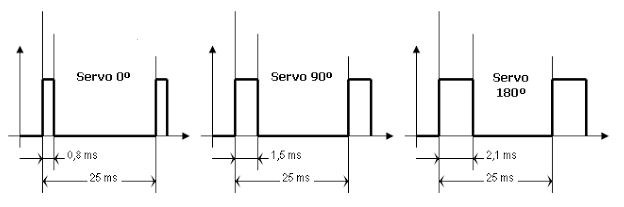 Servo 0º
0,8 ms
25 ms
Servo 90º
1,5 ms
25 ms
Servo
180º
2,1 ms
25 ms